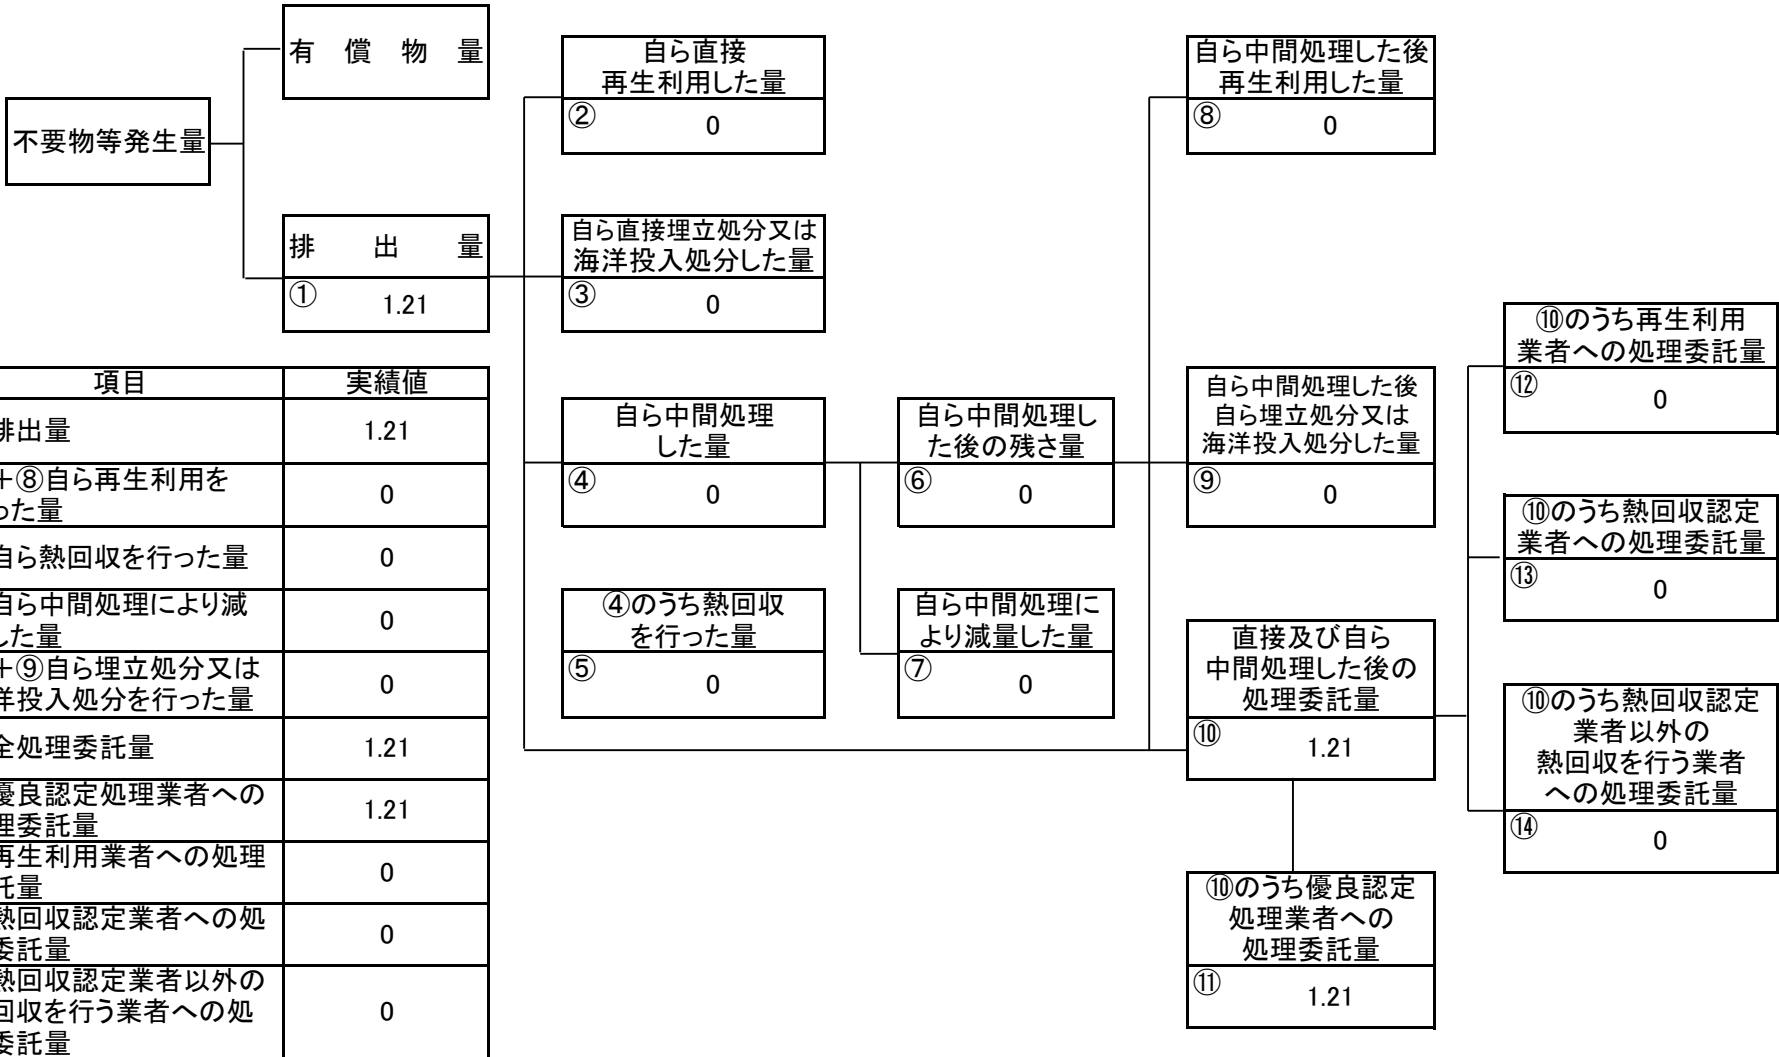 不要物等発生量
有償物量
排出量
① 1.21
自ら直接
再生利用した量
② 0
自ら直接埋立処分又は
海洋投入処分した量
③ 0
自ら中間処理
した量
④ 0
④のうち熱回収
を行った量
⑤ 0
自ら中間処理し
た後の残さ量
⑥ 0
自ら中間処理に
より減量した量
⑦ 0
自ら中間処理した後
再生利用した量
⑧ 0
自ら中間処理した後
自ら埋立処分又は
海洋投入処分した量
⑨ 0
直接及び自ら
中間処理した後の
処理委託量
⑩ 1.21
⑩のうち優良認定
処理業者への
処理委託量
⑪ 1.21
⑩のうち再生利用
業者への処理委託量
⑫ 0
⑩のうち熱回収認定
業者への処理委託量
⑬ 0
⑩のうち熱回収認定
業者以外の
熱回収を行う業者
への処理委託量
⑭ 0
項目 実績値
排出量 1.21
+⑧自ら再生利用を
った量 0
自ら熱回収を行った量 0
自ら中間処理により減
した量 0
+⑨自ら埋立処分又は
洋投入処分を行った量 0
全処理委託量 1.21
優良認定処理業者への
理委託量 1.21
再生利用業者への処理
託量 0
熱回収認定業者への処
委託量 0
熱回収認定業者以外の
回収を行う業者への処
委託量 0